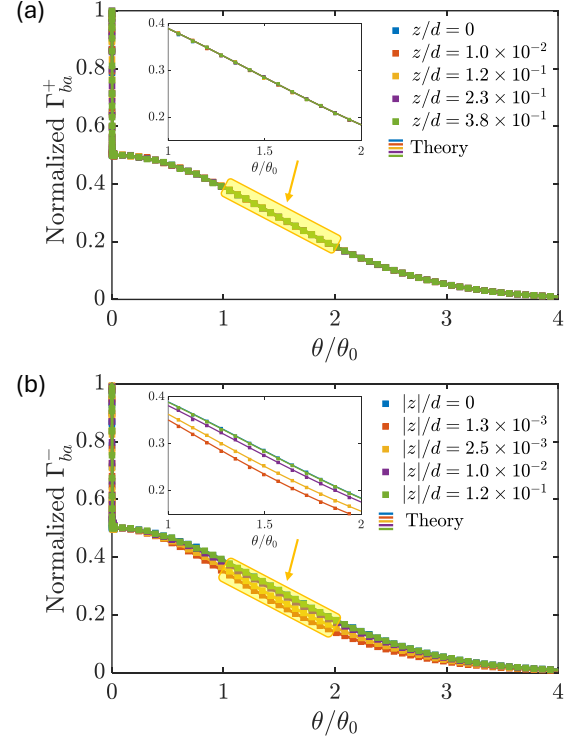 (a)
Normalized Γ⁺_ba
1
0.8
0.6
0.4
0.2
0
0 1 2 3 4
θ/θ₀
0.4
0.3
0.2
1 1.5 2
θ/θ₀
z/d = 0
z/d = 1.0 × 10⁻²
z/d = 1.2 × 10⁻¹
z/d = 2.3 × 10⁻¹
z/d = 3.8 × 10⁻¹
Theory
(b)
Normalized Γ⁻_ba
1
0.8
0.6
0.4
0.2
0
0 1 2 3 4
θ/θ₀
0.4
0.3
0.2
1 1.5 2
θ/θ₀
|z|/d = 0
|z|/d = 1.3 × 10⁻³
|z|/d = 2.5 × 10⁻³
|z|/d = 1.0 × 10⁻²
|z|/d = 1.2 × 10⁻¹
Theory